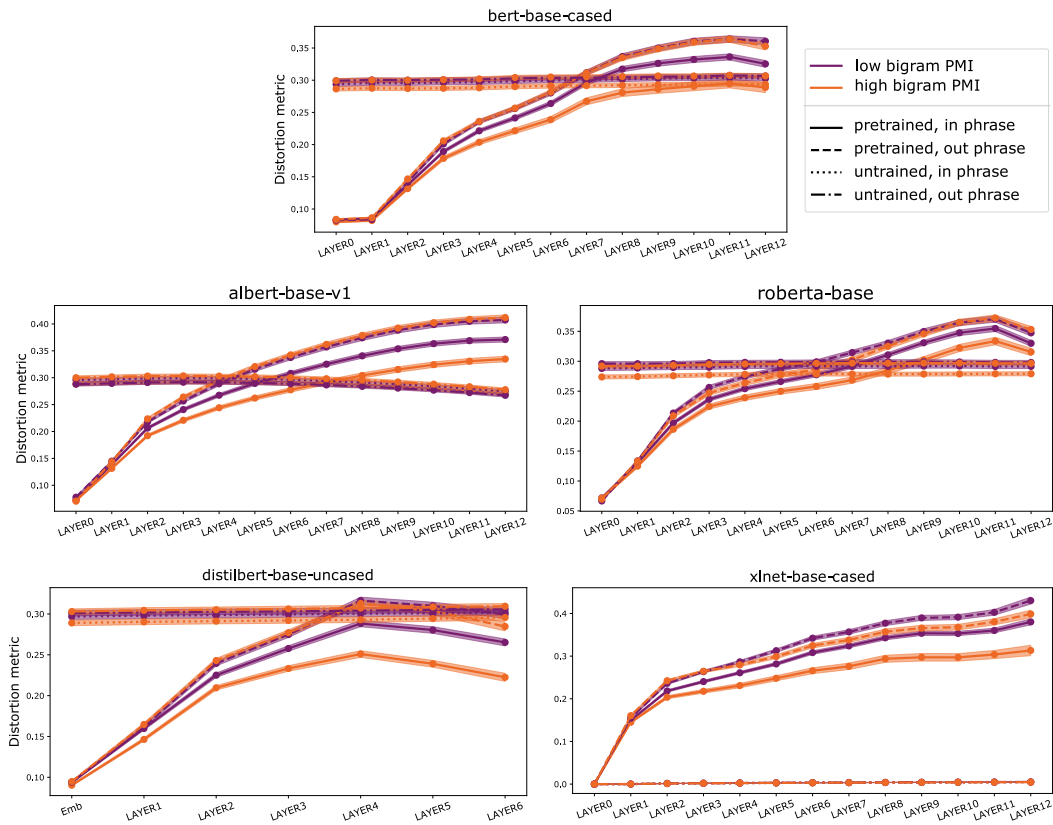 bert-base-cased
Distortion metric
0.35
0.30
0.25
0.20
0.15
0.10
LAYER0 LAYER1 LAYER2 LAYER3 LAYER4 LAYER5 LAYER6 LAYER7 LAYER8 LAYER9 LAYER10 LAYER11 LAYER12
low bigram PMI
high bigram PMI
pretrained, in phrase
pretrained, out phrase
untrained, in phrase
untrained, out phrase
albert-base-v1
Distortion metric
0.40
0.35
0.30
0.25
0.20
0.15
0.10
LAYER0 LAYER1 LAYER2 LAYER3 LAYER4 LAYER5 LAYER6 LAYER7 LAYER8 LAYER9 LAYER10 LAYER11 LAYER12
roberta-base
0.35
0.30
0.25
0.20
0.15
0.10
0.05
LAYER0 LAYER1 LAYER2 LAYER3 LAYER4 LAYER5 LAYER6 LAYER7 LAYER8 LAYER9 LAYER10 LAYER11 LAYER12
distilbert-base-uncased
Distortion metric
0.30
0.25
0.20
0.15
0.10
Emb LAYER1 LAYER2 LAYER3 LAYER4 LAYER5 LAYER6
xlnet-base-cased
0.4
0.3
0.2
0.1
0.0
LAYER0 LAYER1 LAYER2 LAYER3 LAYER4 LAYER5 LAYER6 LAYER7 LAYER8 LAYER9 LAYER10 LAYER11 LAYER12